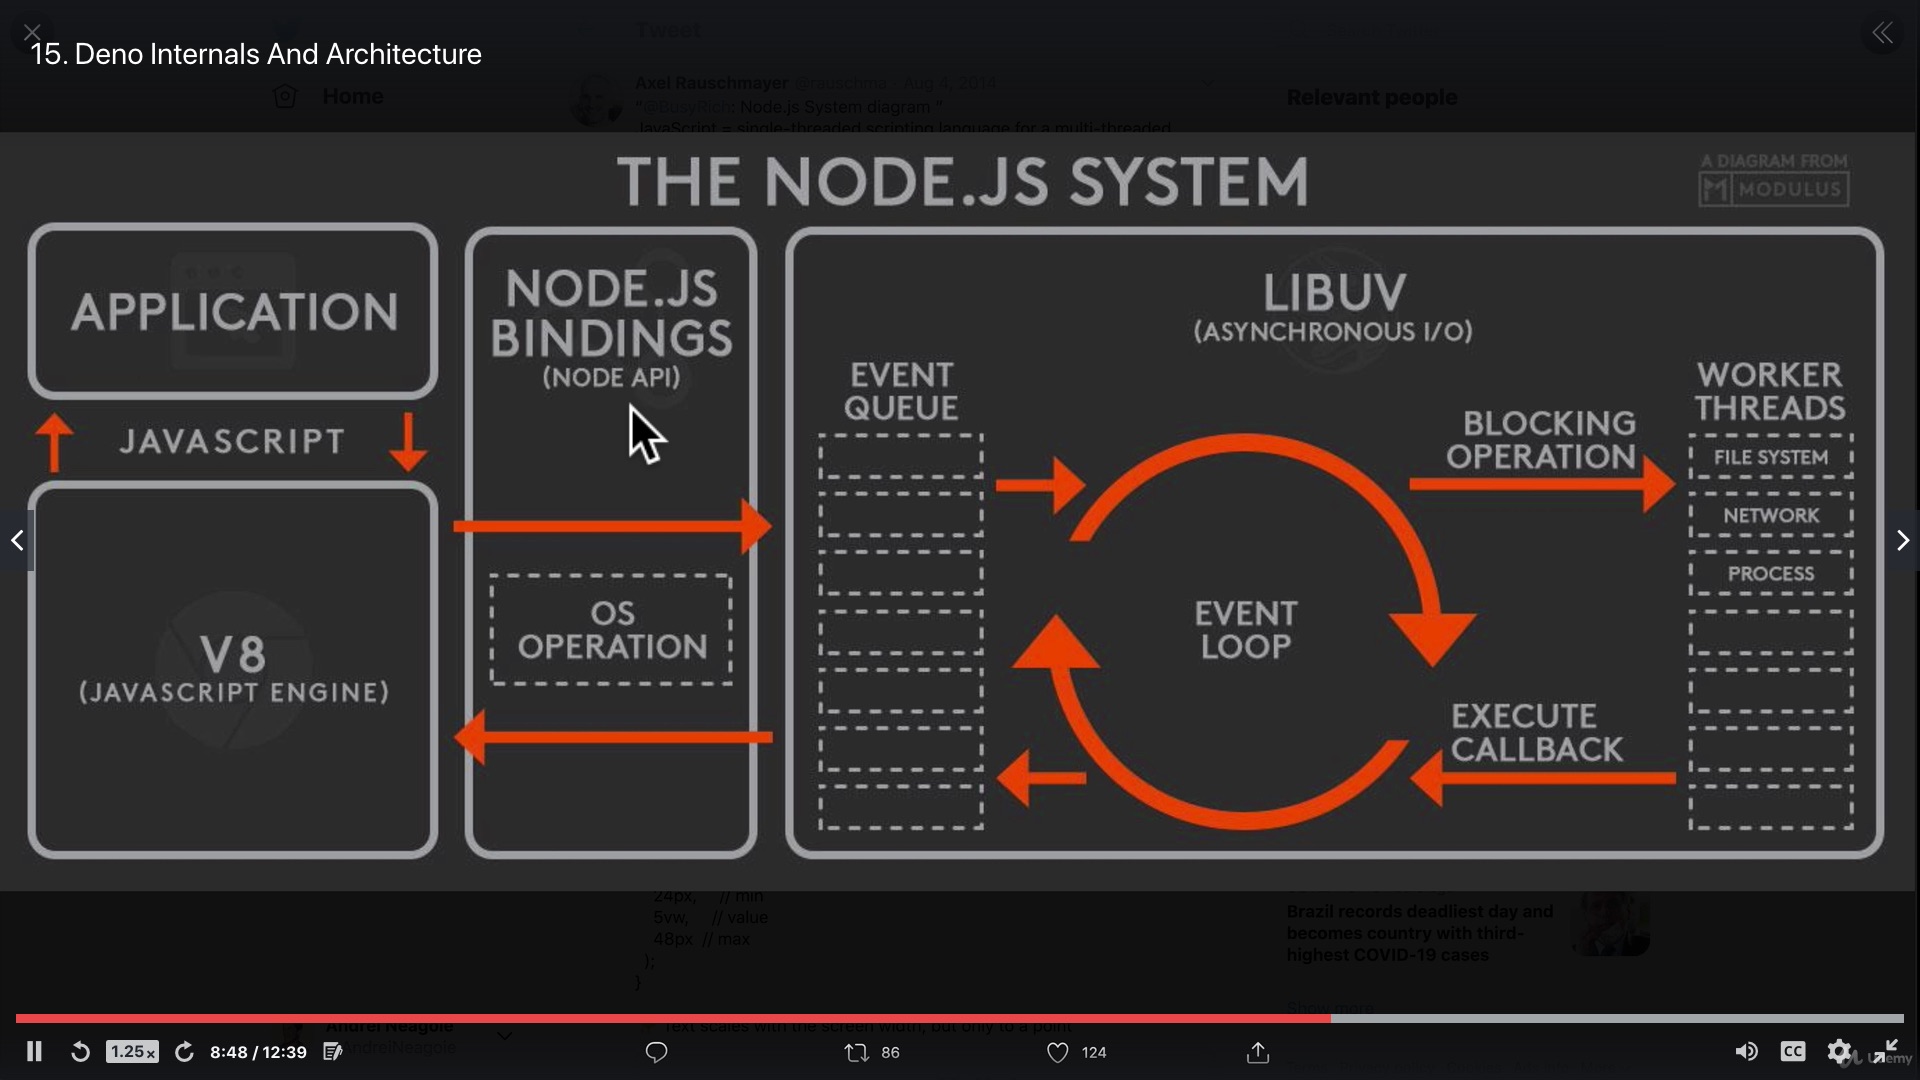 15. Deno Internals And Architecture
Tweet
Axel Rauschmayer @rauschma · Aug 4, 2014
Home
Relevant people
"@BusyRich: Node.js System diagram "
JavaScript = single-threaded scripting language for a multi-threaded
THE NODE.JS SYSTEM
A DIAGRAM FROM
MODULUS
APPLICATION
JAVASCRIPT
V8
(JAVASCRIPT ENGINE)
NODE.JS
BINDINGS
(NODE API)
OS
OPERATION
LIBUV
(ASYNCHRONOUS I/O)
EVENT
QUEUE
EVENT
LOOP
BLOCKING
OPERATION
EXECUTE
CALLBACK
WORKER
THREADS
FILE SYSTEM
NETWORK
PROCESS
24px, // min
5vw, // value
48px // max
);
}
Brazil records deadliest day and
becomes country with third-
highest COVID-19 cases
Show more
Andrei Neagoie
@AndreiNeagoie
Text scales with the screen width, but only to a point
1.25x
8:48 / 12:39
86
124
CC
Udemy